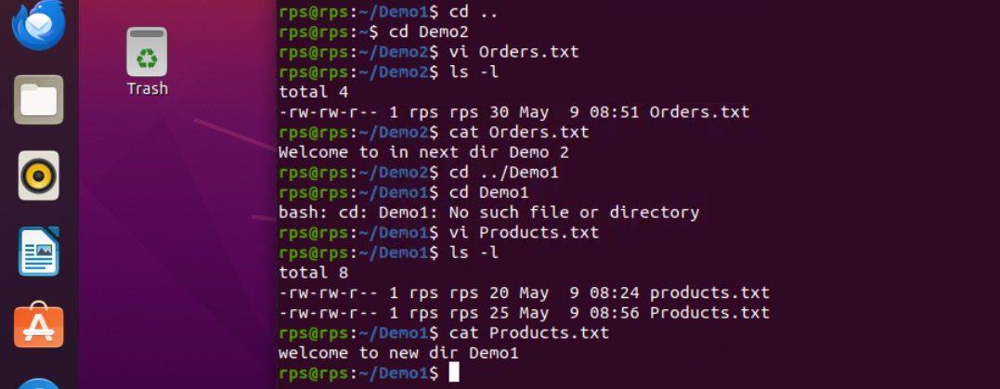 Trash
rps@rps:~/Demo1$ cd ..
rps@rps:~$ cd Demo2
rps@rps:~/Demo2$ vi Orders.txt
rps@rps:~/Demo2$ ls -l
total 4
-rw-rw-r-- 1 rps rps 30 May  9 08:51 Orders.txt
rps@rps:~/Demo2$ cat Orders.txt
Welcome to in next dir Demo 2
rps@rps:~/Demo2$ cd ../Demo1
rps@rps:~/Demo1$ cd Demo1
bash: cd: Demo1: No such file or directory
rps@rps:~/Demo1$ vi Products.txt
rps@rps:~/Demo1$ ls -l
total 8
-rw-rw-r-- 1 rps rps 20 May  9 08:24 products.txt
-rw-rw-r-- 1 rps rps 25 May  9 08:56 Products.txt
rps@rps:~/Demo1$ cat Products.txt
welcome to new dir Demo1
rps@rps:~/Demo1$